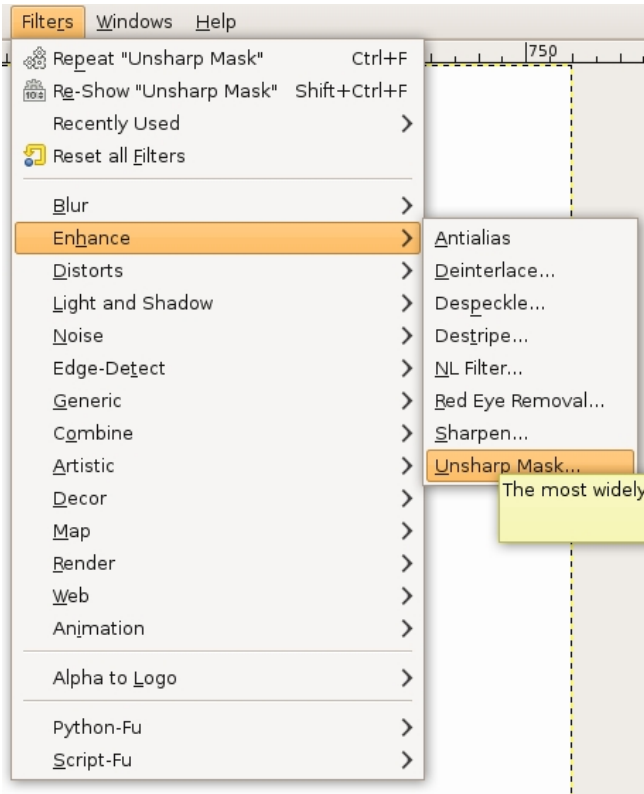 Filters Windows Help
750
Repeat "Unsharp Mask" Ctrl+F
Re-Show "Unsharp Mask" Shift+Ctrl+F
Recently Used
Reset all Filters
Blur
Enhance
Distorts
Light and Shadow
Noise
Edge-Detect
Generic
Combine
Artistic
Decor
Map
Render
Web
Animation
Alpha to Logo
Python-Fu
Script-Fu
Antialias
Deinterlace...
Despeckle...
Destripe...
NL Filter...
Red Eye Removal...
Sharpen...
Unsharp Mask...
The most widely